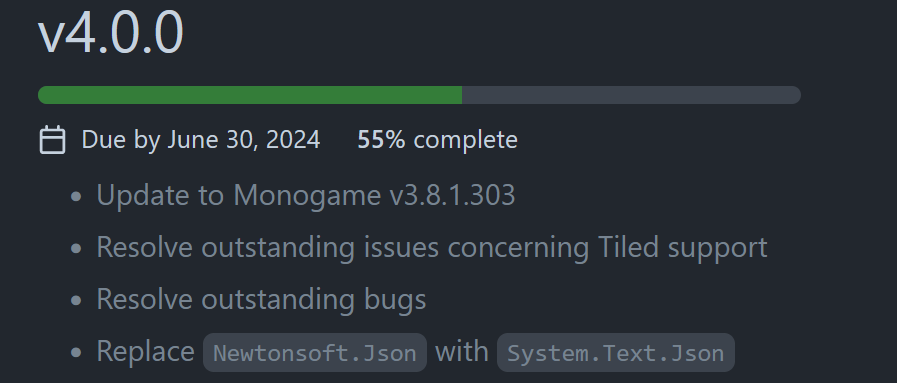 v4.0.0
Due by June 30, 2024 55% complete
• Update to Monogame v3.8.1.303
• Resolve outstanding issues concerning Tiled support
• Resolve outstanding bugs
• Replace Newtonsoft.Json with System.Text.Json